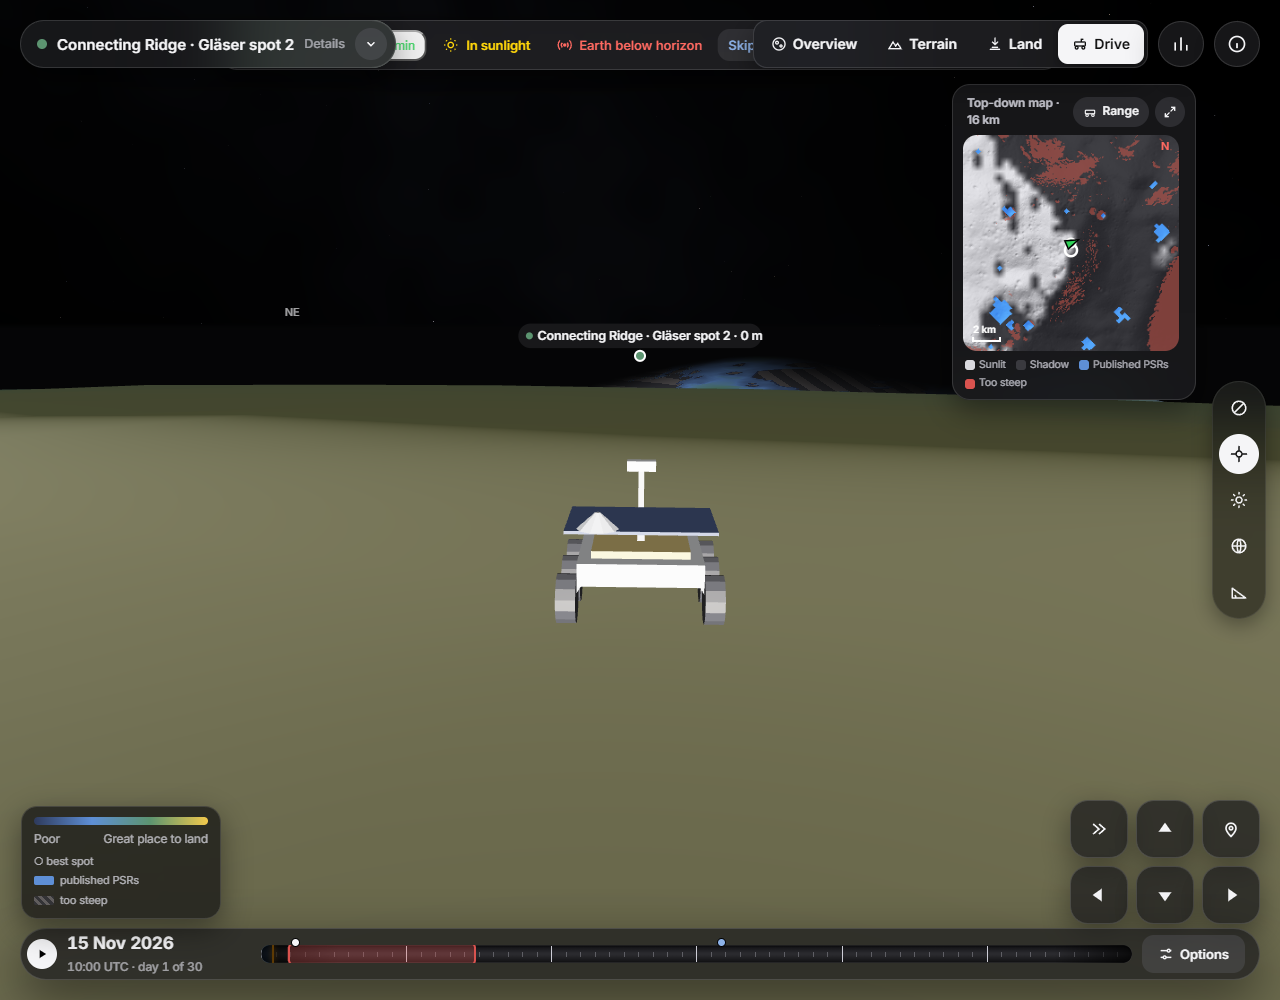 Connecting Ridge · Gläser spot 2 Details
min
In sunlight
Earth below horizon
Skip
Overview
Terrain
Land
Drive
Top-down map ·
16 km
Range
N
2 km
Sunlit Shadow Published PSRs
Too steep
NE
Connecting Ridge · Gläser spot 2 · 0 m
Poor Great place to land
best spot
published PSRs
too steep
15 Nov 2026
10:00 UTC · day 1 of 30
Options